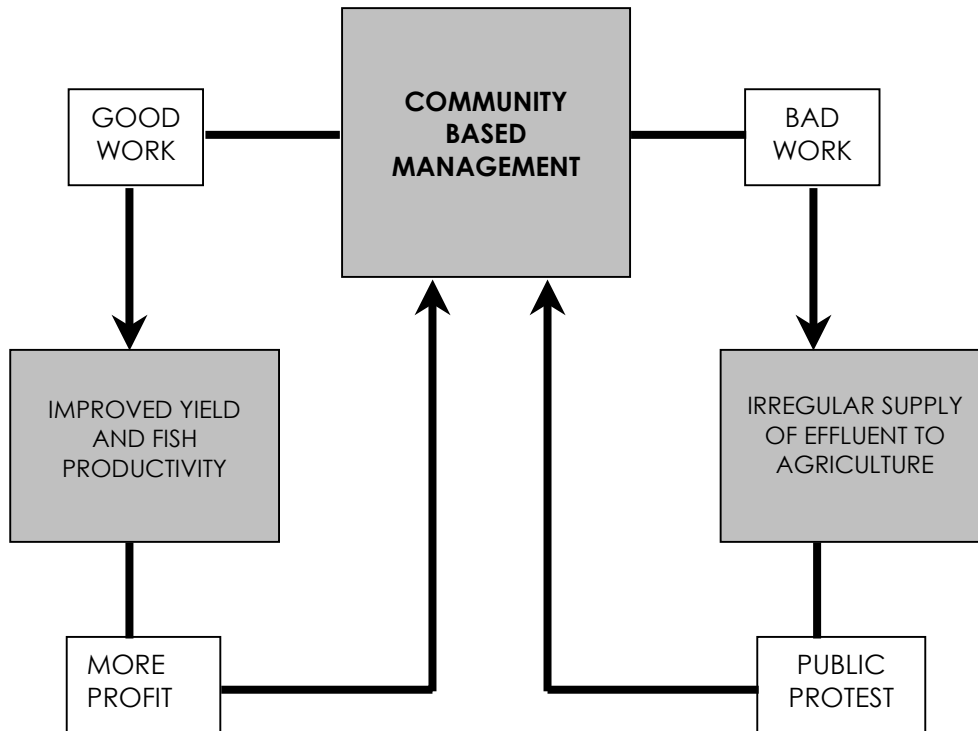 COMMUNITY
BASED
MANAGEMENT
GOOD
WORK
BAD
WORK
IMPROVED YIELD
AND FISH
PRODUCTIVITY
IRREGULAR SUPPLY
OF EFFLUENT TO
AGRICULTURE
MORE
PROFIT
PUBLIC
PROTEST